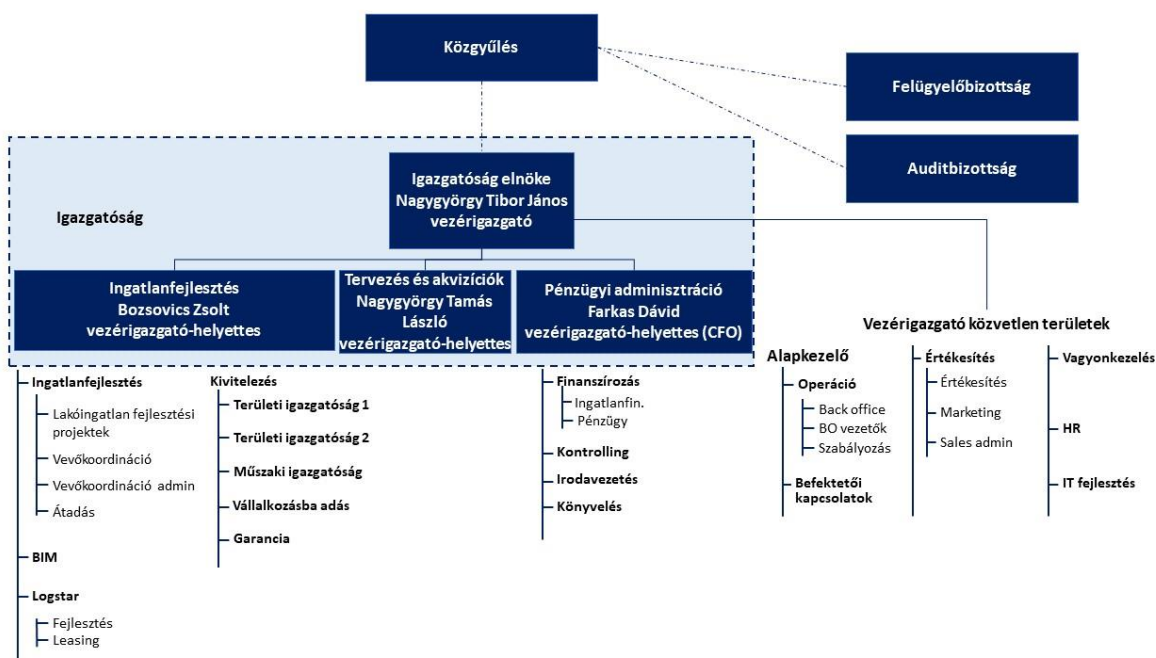 Közgyűlés
Felügyelőbizottság
Auditbizottság
Igazgatóság
Igazgatóság elnöke
Nagygyörgy Tibor János
vezérigazgató
Ingatlanfejlesztés
Bozsovics Zsolt
vezérigazgató-helyettes
Tervezés és akvizíciók
Nagygyörgy Tamás
László
vezérigazgató-helyettes
Pénzügyi adminisztráció
Farkas Dávid
vezérigazgató-helyettes (CFO)
Vezérigazgató közvetlen területek
Ingatlanfejlesztés
Lakóingatlan fejlesztési
projektek
Vevőkoordináció
Vevőkoordináció admin
Átadás
BIM
Logstar
Fejlesztés
Leasing
Kivitelezés
Területi igazgatóság 1
Területi igazgatóság 2
Műszaki igazgatóság
Vállalkozásba adás
Garancia
Finanszírozás
Ingatlanfin.
Pénzügy
Kontrolling
Irodavezetés
Könyvelés
Alapkezelő
Operáció
Back office
BO vezetők
Szabályozás
Befektetői
kapcsolatok
Értékesítés
Értékesítés
Marketing
Sales admin
Vagyonkezelés
HR
IT fejlesztés